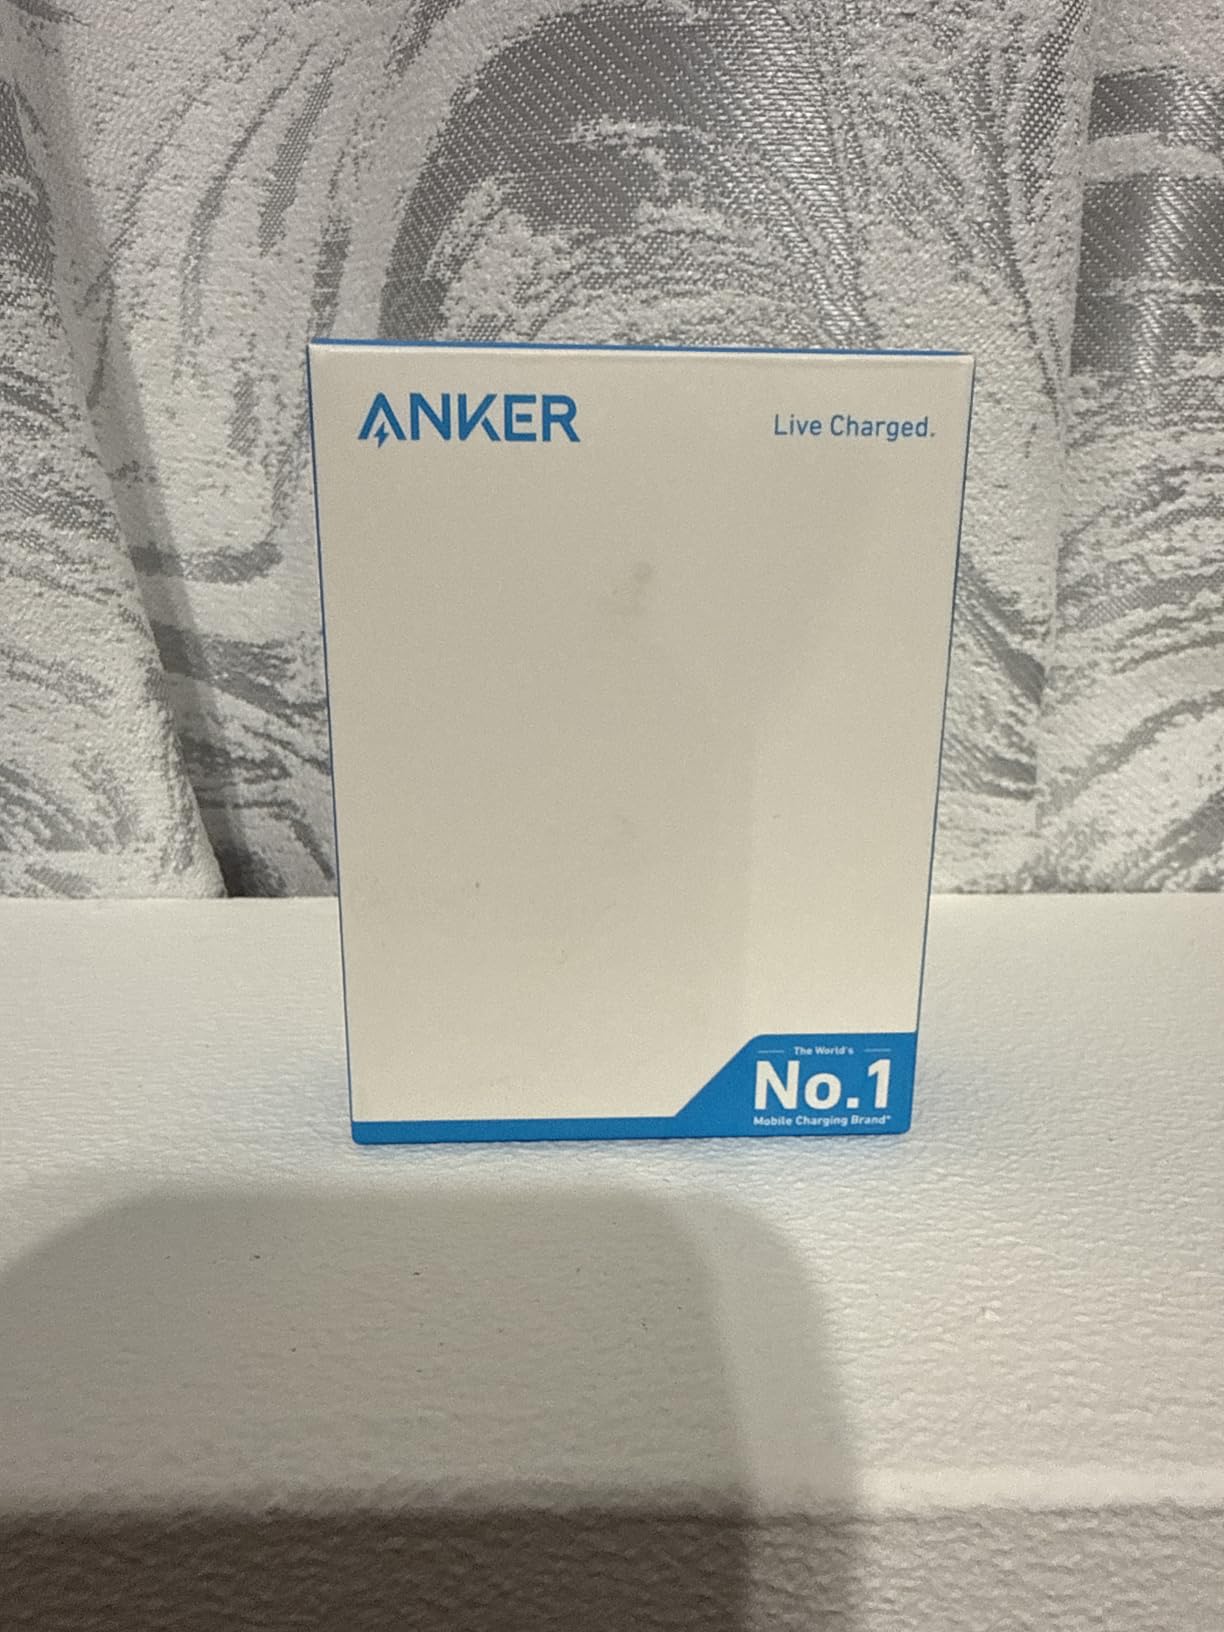 ANKER
Live Charged.
The World's
No.1
Mobile Charging Brand*